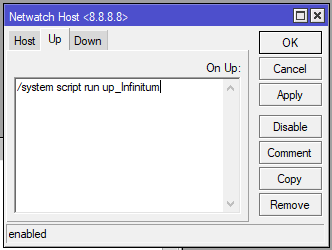 Netwatch Host <8.8.8.8>
Host Up Down
OK
On Up:
Cancel
/system script run up_Infinitum
Apply
Disable
Comment
Copy
Remove
enabled